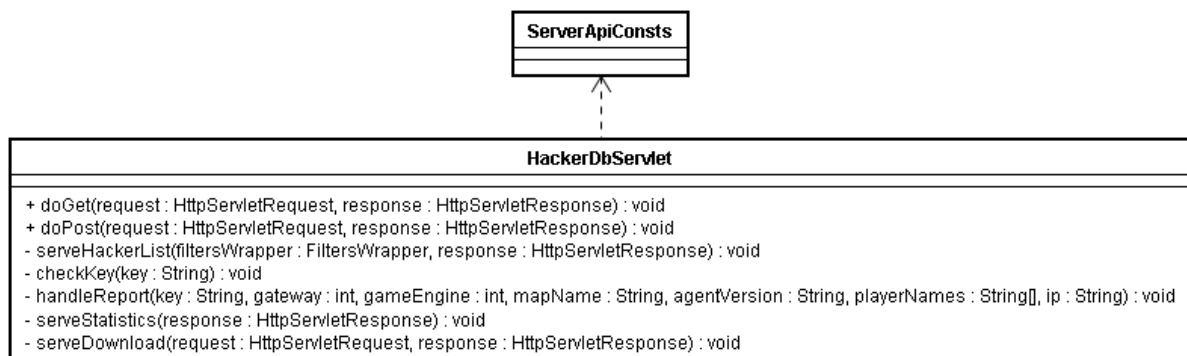 ServerApiConsts
HackerDbServlet
+ doGet(request : HttpServletRequest, response : HttpServletResponse) : void
+ doPost(request : HttpServletRequest, response : HttpServletResponse) : void
- serveHackerList(filtersWrapper : FiltersWrapper, response : HttpServletResponse) : void
- checkKey(key : String) : void
- handleReport(key : String, gateway : int, gameEngine : int, mapName : String, agentVersion : String, playerNames : String[], ip : String) : void
- serveStatistics(response : HttpServletResponse) : void
- serveDownload(request : HttpServletRequest, response : HttpServletResponse) : void